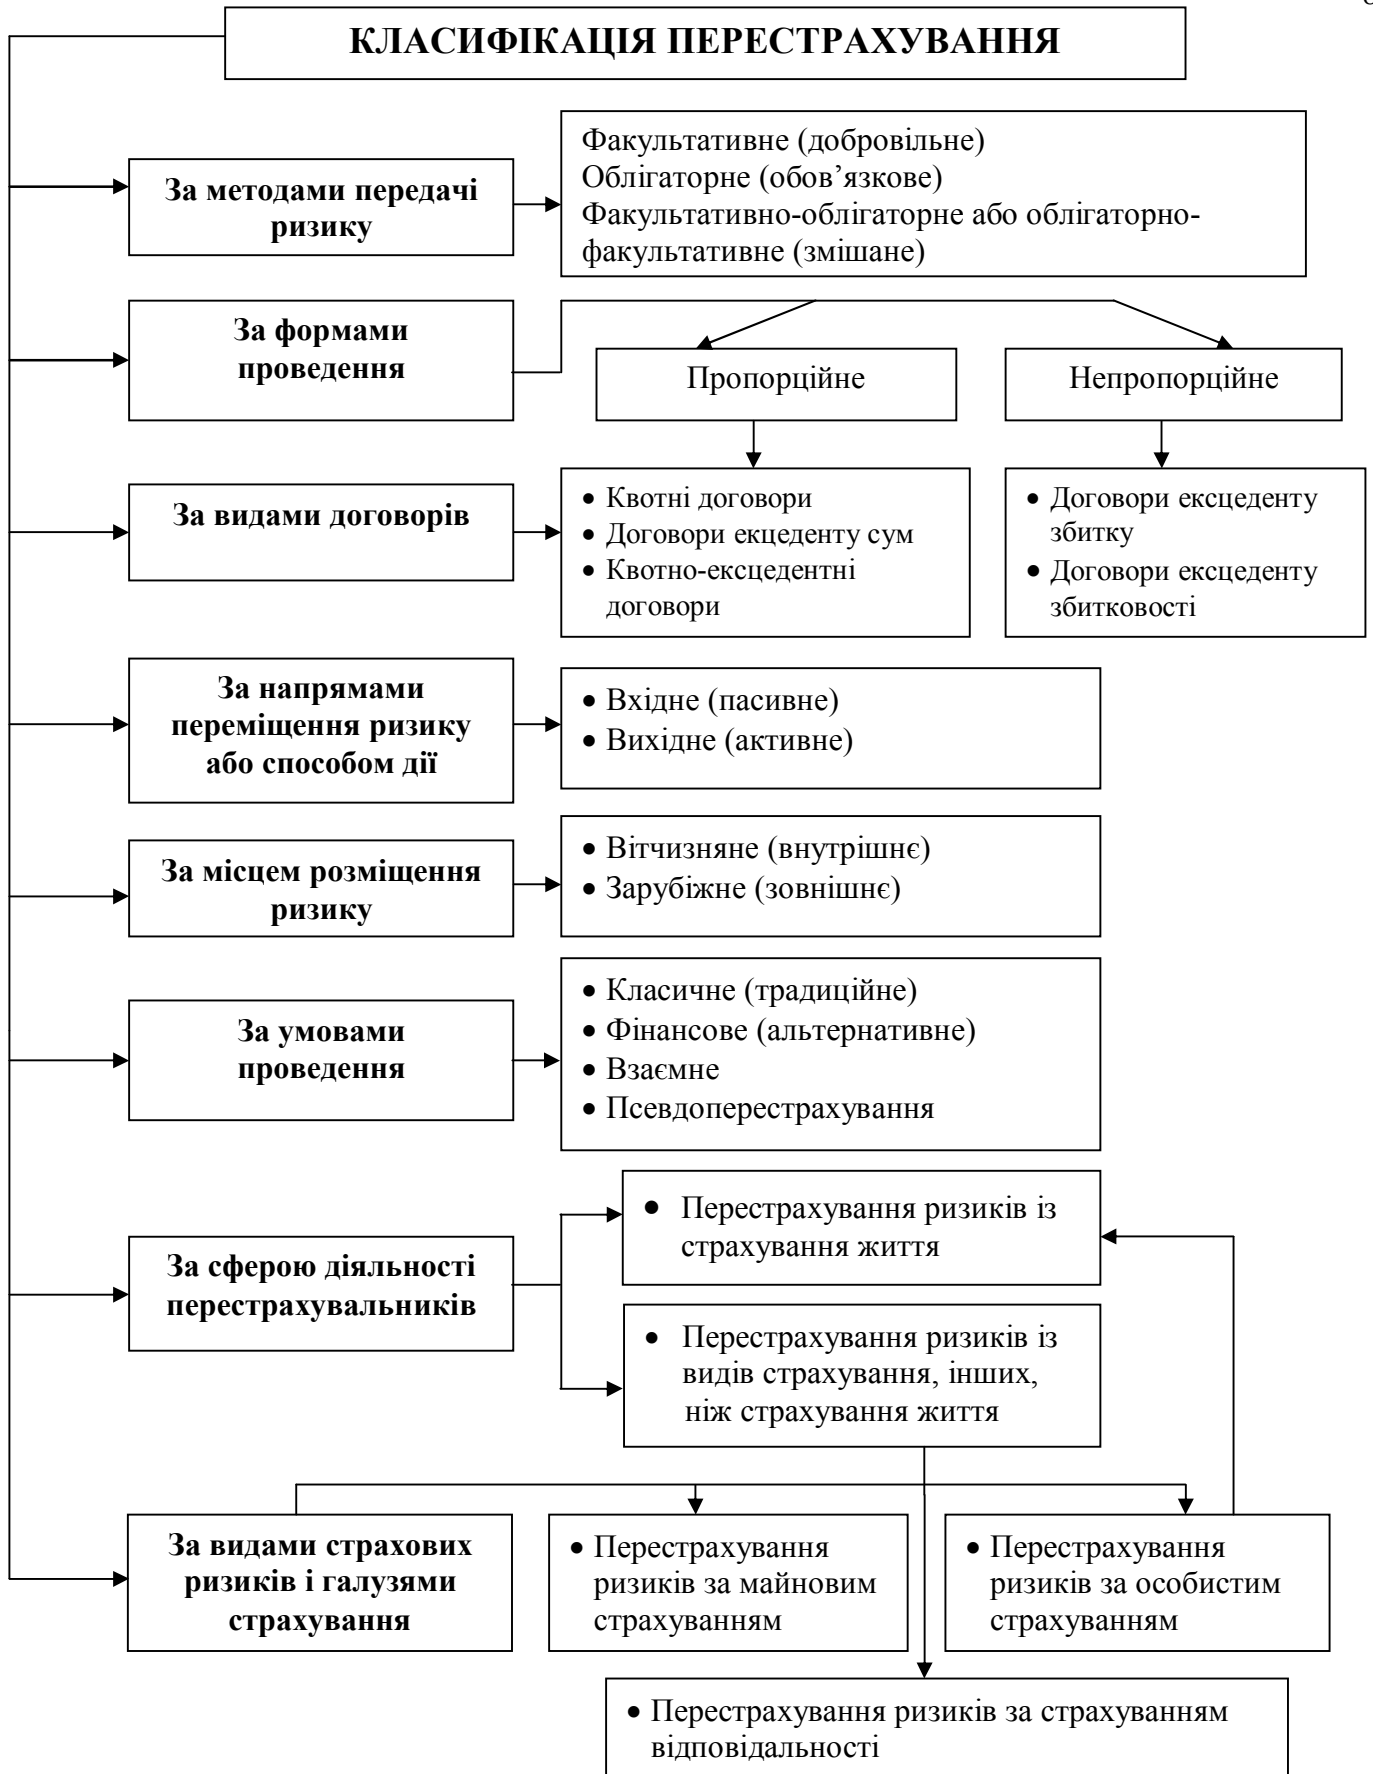 КЛАСИФІКАЦІЯ ПЕРЕСТРАХУВАННЯ
За методами передачі
ризику
Факультативне (добровільне)
Облігаторне (обов’язкове)
Факультативно-облігаторне або облігаторно-
факультативне (змішане)
За формами
проведення
Пропорційне
Непропорційне
За видами договорів
• Квотні договори
• Договори екцеденту сум
• Квотно-ексцедентні
договори
• Договори ексцеденту
збитку
• Договори ексцеденту
збитковості
За напрямами
переміщення ризику
або способом дії
• Вхідне (пасивне)
• Вихідне (активне)
За місцем розміщення
ризику
• Вітчизняне (внутрішнє)
• Зарубіжне (зовнішнє)
За умовами
проведення
• Класичне (традиційне)
• Фінансове (альтернативне)
• Взаємне
• Псевдоперестрахування
За сферою діяльності
перестрахувальників
• Перестрахування ризиків із
страхування життя
• Перестрахування ризиків із
видів страхування, інших,
ніж страхування життя
За видами страхових
ризиків і галузями
страхування
• Перестрахування
ризиків за майновим
страхуванням
• Перестрахування
ризиків за особистим
страхуванням
• Перестрахування ризиків за страхуванням
відповідальності